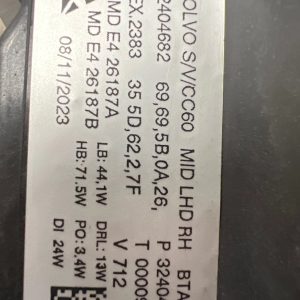 VOLVO S/V/CC60 MID LHD RH BTA
2404682 69,69,5B,0A,26, P 32404
EX.2383 35 5D,62,2,7F T 00009
MD E4 26187A V 712
MD E4 26187B LB: 44,1W DRL: 13W DI 24W
08/11/2023 HB: 71.5W PO: 3,4W